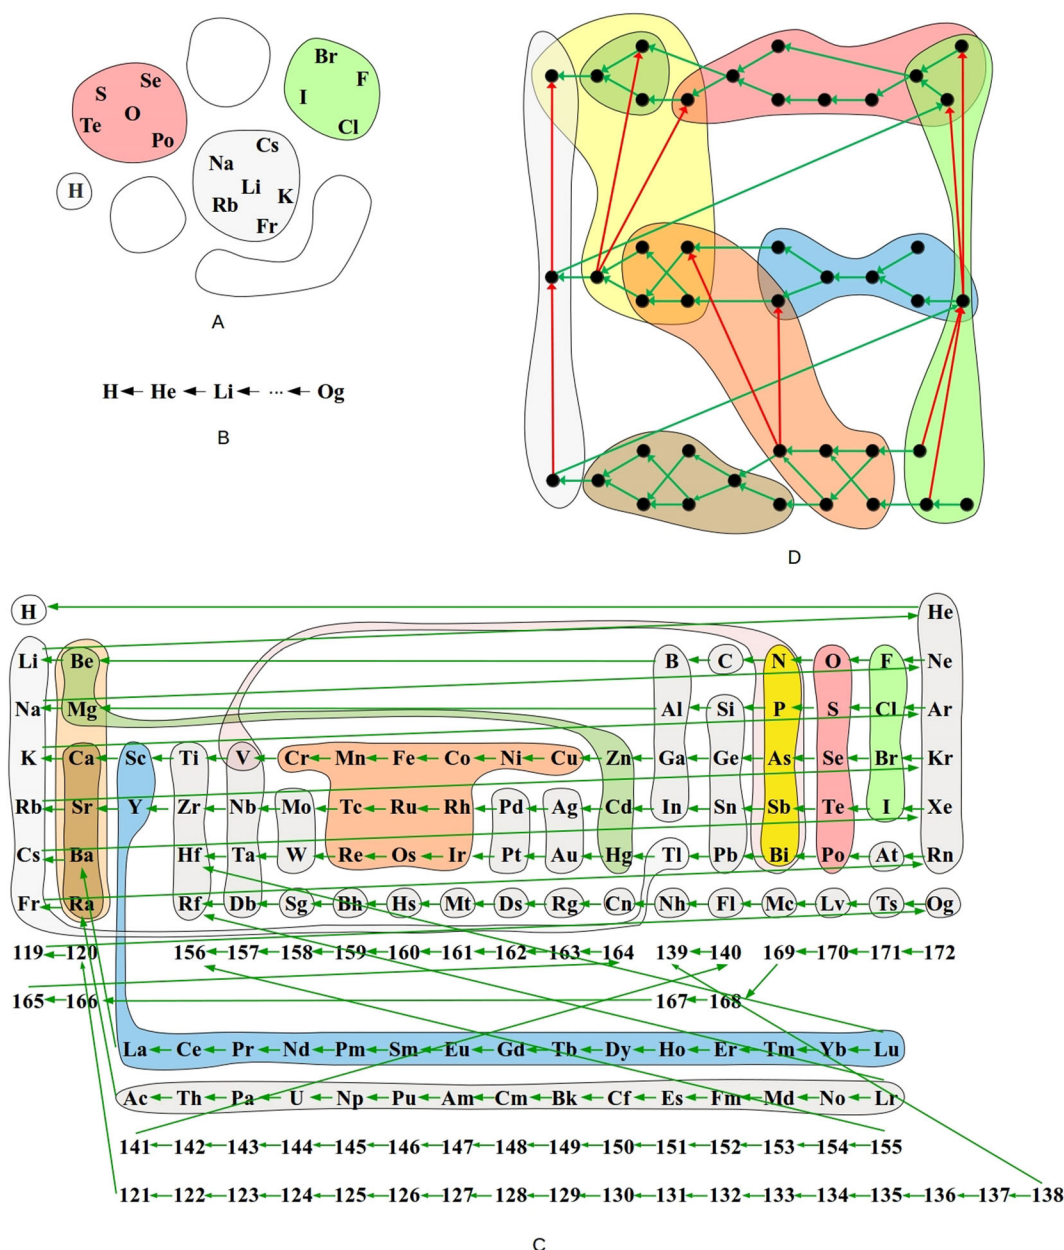 Br
Se
F
S
I
O
Te
Cl
Po
Cs
Na
H
Li
K
Rb
Fr
A
H He Li ... Og
B
D
H He
Li Be B C N O F Ne
Na Mg Al Si P S Cl Ar
K Ca Sc Ti V Cr Mn Fe Co Ni Cu Zn Ga Ge As Se Br Kr
Rb Sr Y Zr Nb Mo Tc Ru Rh Pd Ag Cd In Sn Sb Te I Xe
Cs Ba Hf Ta W Re Os Ir Pt Au Hg Tl Pb Bi Po At Rn
Fr Ra Rf Db Sg Bh Hs Mt Ds Rg Cn Nh Fl Mc Lv Ts Og
119 120 156 157 158 159 160 161 162 163 164 139 140 169 170 171 172
165 166 167 168
La Ce Pr Nd Pm Sm Eu Gd Tb Dy Ho Er Tm Yb Lu
Ac Th Pa U Np Pu Am Cm Bk Cf Es Fm Md No Lr
141 142 143 144 145 146 147 148 149 150 151 152 153 154 155
121 122 123 124 125 126 127 128 129 130 131 132 133 134 135 136 137 138
C